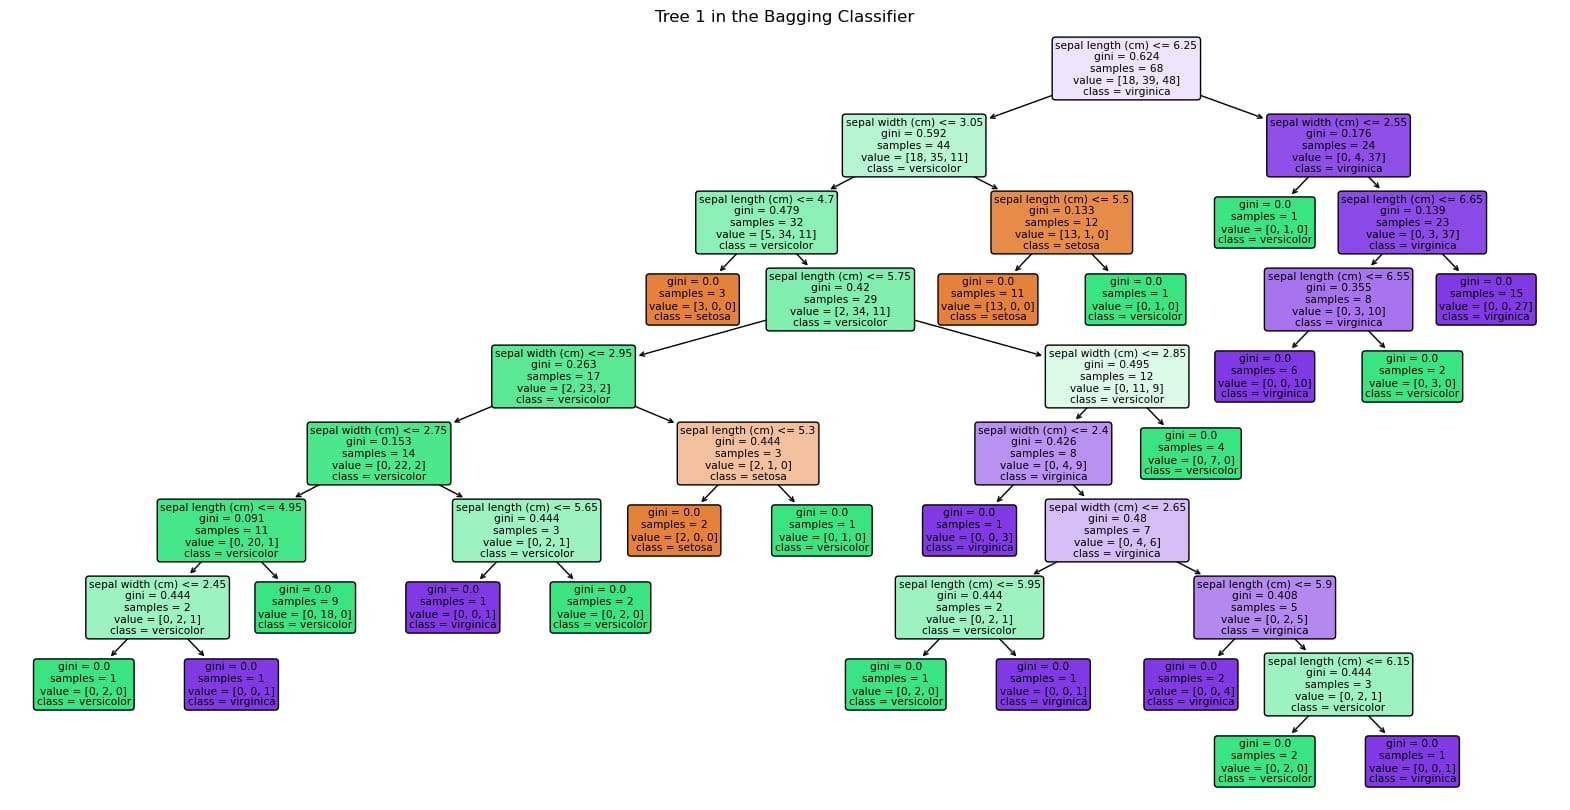 Tree 1 in the Bagging Classifier
sepal length (cm) <= 6.25
gini = 0.624
samples = 68
value = [18, 39, 48]
class = virginica
sepal width (cm) <= 3.05
gini = 0.592
samples = 44
value = [18, 35, 11]
class = versicolor
sepal width (cm) <= 2.55
gini = 0.176
samples = 24
value = [0, 4, 37]
class = virginica
sepal length (cm) <= 4.7
gini = 0.479
samples = 32
value = [5, 34, 11]
class = versicolor
sepal length (cm) <= 5.5
gini = 0.133
samples = 12
value = [13, 1, 0]
class = setosa
gini = 0.0
samples = 1
value = [0, 1, 0]
class = versicolor
sepal length (cm) <= 6.65
gini = 0.139
samples = 23
value = [0, 3, 37]
class = virginica
gini = 0.0
samples = 3
value = [3, 0, 0]
class = setosa
sepal length (cm) <= 5.75
gini = 0.42
samples = 29
value = [2, 34, 11]
class = versicolor
gini = 0.0
samples = 11
value = [13, 0, 0]
class = setosa
gini = 0.0
samples = 1
value = [0, 1, 0]
class = versicolor
sepal length (cm) <= 6.55
gini = 0.355
samples = 8
value = [0, 3, 10]
class = virginica
gini = 0.0
samples = 15
value = [0, 0, 27]
class = virginica
sepal width (cm) <= 2.95
gini = 0.263
samples = 17
value = [2, 23, 2]
class = versicolor
sepal width (cm) <= 2.85
gini = 0.495
samples = 12
value = [0, 11, 9]
class = versicolor
gini = 0.0
samples = 6
value = [0, 0, 10]
class = virginica
gini = 0.0
samples = 2
value = [0, 3, 0]
class = versicolor
sepal width (cm) <= 2.75
gini = 0.153
samples = 14
value = [0, 22, 2]
class = versicolor
sepal length (cm) <= 5.3
gini = 0.444
samples = 3
value = [2, 1, 0]
class = setosa
sepal width (cm) <= 2.4
gini = 0.426
samples = 8
value = [0, 4, 9]
class = virginica
gini = 0.0
samples = 4
value = [0, 7, 0]
class = versicolor
sepal length (cm) <= 4.95
gini = 0.091
samples = 11
value = [0, 20, 1]
class = versicolor
sepal length (cm) <= 5.65
gini = 0.444
samples = 3
value = [0, 2, 1]
class = versicolor
gini = 0.0
samples = 2
value = [2, 0, 0]
class = setosa
gini = 0.0
samples = 1
value = [0, 1, 0]
class = versicolor
gini = 0.0
samples = 1
value = [0, 0, 3]
class = virginica
sepal width (cm) <= 2.65
gini = 0.48
samples = 7
value = [0, 4, 6]
class = virginica
sepal width (cm) <= 2.45
gini = 0.444
samples = 2
value = [0, 2, 1]
class = versicolor
gini = 0.0
samples = 9
value = [0, 18, 0]
class = versicolor
gini = 0.0
samples = 1
value = [0, 0, 1]
class = virginica
gini = 0.0
samples = 2
value = [0, 2, 0]
class = versicolor
sepal length (cm) <= 5.95
gini = 0.444
samples = 2
value = [0, 2, 1]
class = versicolor
sepal length (cm) <= 5.9
gini = 0.408
samples = 5
value = [0, 2, 5]
class = virginica
gini = 0.0
samples = 1
value = [0, 2, 0]
class = versicolor
gini = 0.0
samples = 1
value = [0, 0, 1]
class = virginica
gini = 0.0
samples = 1
value = [0, 2, 0]
class = versicolor
gini = 0.0
samples = 1
value = [0, 0, 1]
class = virginica
gini = 0.0
samples = 2
value = [0, 0, 4]
class = virginica
sepal length (cm) <= 6.15
gini = 0.444
samples = 3
value = [0, 2, 1]
class = versicolor
gini = 0.0
samples = 2
value = [0, 2, 0]
class = versicolor
gini = 0.0
samples = 1
value = [0, 0, 1]
class = virginica